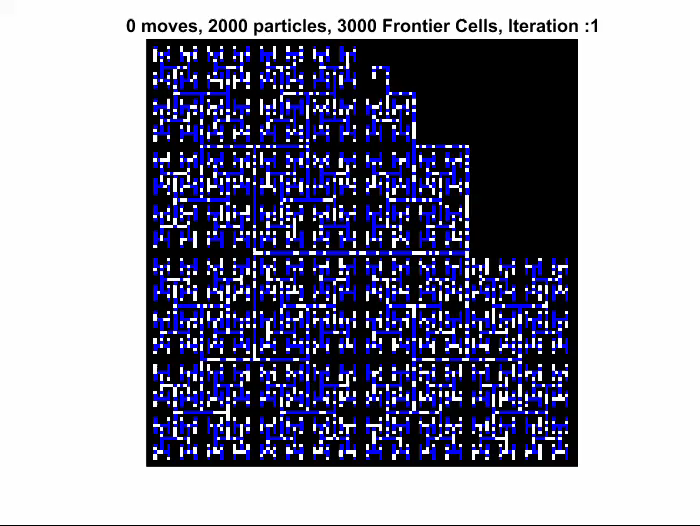 0 moves, 2000 particles, 3000 Frontier Cells, Iteration :1